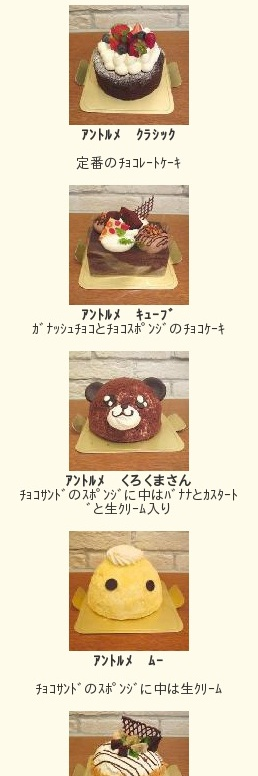 ｱﾝﾄﾙﾒ　ｸﾗｼｯｸ
定番のﾁｮｺﾚｰﾄｹｰｷ
ｱﾝﾄﾙﾒ　ｷｭｰﾌﾞ
ｶﾞﾅｯｼｭﾁｮｺとﾁｮｺｽﾎﾟﾝｼﾞのﾁｮｺｹｰｷ
ｱﾝﾄﾙﾒ　くろくまさん
ﾁｮｺｻﾝﾄﾞのｽﾎﾟﾝｼﾞに中はﾊﾞﾅﾅとｶｽﾀｰﾄ
ﾞと生ｸﾘｰﾑ入り
ｱﾝﾄﾙﾒ　ﾑｰ
ﾁｮｺｻﾝﾄﾞのｽﾎﾟﾝｼﾞに中は生ｸﾘｰﾑ